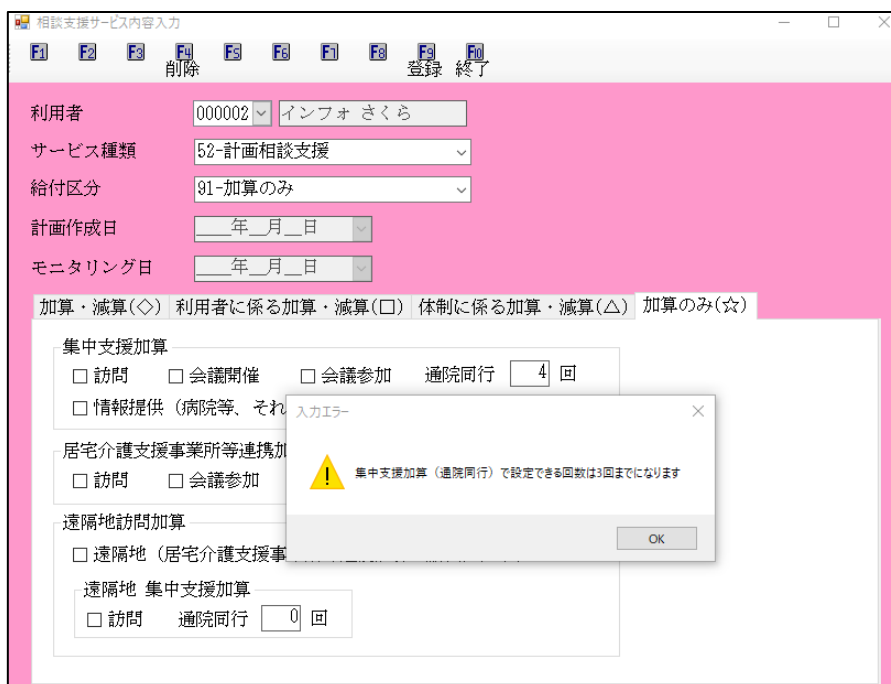 相談支援サービス内容入力
F1 F2 F3 F4 F5 F6 F7 F8 F9 F10
削除 登録 終了
利用者 000002 インフォ さくら
サービス種類 52-計画相談支援
給付区分 91-加算のみ
計画作成日 ____年__月__日
モニタリング日 ____年__月__日
加算・減算(◇) 利用者に係る加算・減算(□) 体制に係る加算・減算(△) 加算のみ(☆)
集中支援加算
訪問 会議開催 会議参加 通院同行 4 回
情報提供（病院等、それ
入力エラー
集中支援加算（通院同行）で設定できる回数は3回までになります
OK
居宅介護支援事業所等連携加
訪問 会議参加
遠隔地訪問加算
遠隔地（居宅介護支援事
遠隔地 集中支援加算
訪問 通院同行 0 回